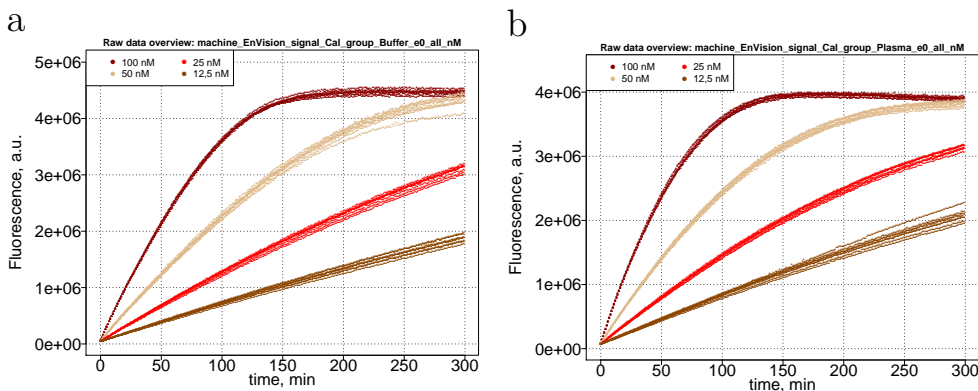 a
Raw data overview: machine_EnVision_signal_Cal_group_Buffer_e0_all_nM
100 nM
50 nM
25 nM
12,5 nM
5e+06
4e+06
3e+06
2e+06
1e+06
0e+00
Fluorescence, a.u.
0 50 100 150 200 250 300
time, min
b
Raw data overview: machine_EnVision_signal_Cal_group_Plasma_e0_all_nM
100 nM
50 nM
25 nM
12,5 nM
4e+06
3e+06
2e+06
1e+06
0e+00
Fluorescence, a.u.
0 50 100 150 200 250 300
time, min